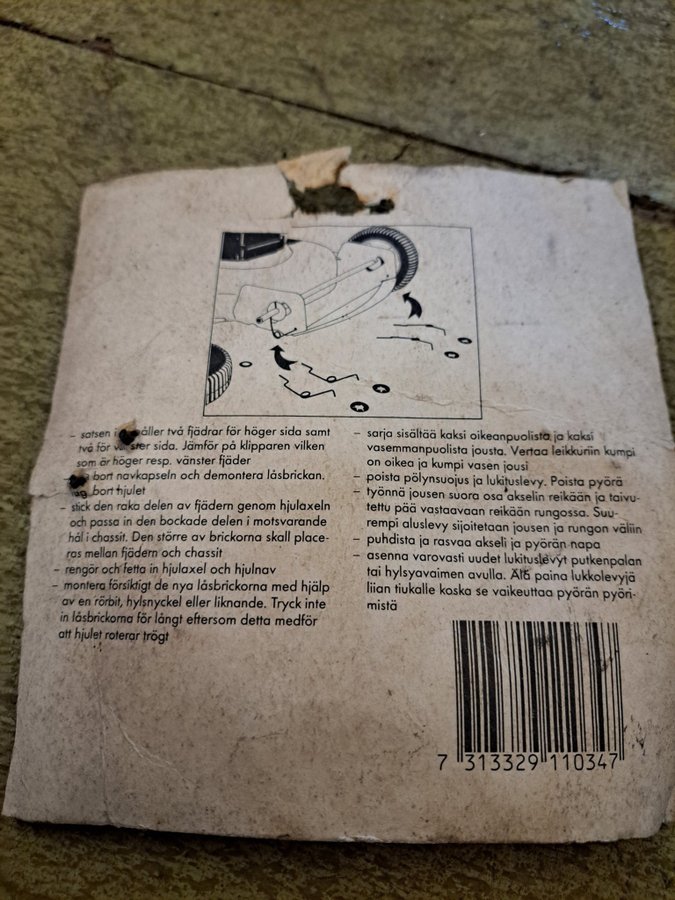 - satsen i åller två fjädrar för höger sida samt
två för vänster sida. Jämför på klipparen vilken
som är höger resp. vänster fjäder
bort navkapseln och demontera låsbrickan.
bort hjulet
- stick den raka delen av fjädern genom hjulaxeln
och passa in den bockade delen i motsvarande
hål i chassit. Den större av brickorna skall place-
ras mellan fjädern och chassit
- rengör och fetta in hjulaxel och hjulnav
- montera försiktigt de nya låsbrickorna med hjälp
av en rörbit, hylsnyckel eller liknande. Tryck inte
in låsbrickorna för långt eftersom detta medför
att hjulet roterar trögt
- sarja sisältää kaksi oikeanpuolista ja kaksi
vasemmanpuolista jousta. Vertaa leikkuriin kumpi
on oikea ja kumpi vasen jousi
- poista pölynsuojus ja lukituslevy. Poista pyörä
- työnnä jousen suora osa akselin reikään ja taivu-
tettu pää vastaavaan reikään rungossa. Suu-
rempi aluslevy sijoitetaan jousen ja rungon väliin
- puhdista ja rasvaa akseli ja pyörän napa
- asenna varovasti uudet lukituslevyt putkenpalan
tai hylsyavaimen avulla. Älä paina lukkolevyjä
liian tiukalle koska se vaikeuttaa pyörän pyöri-
mistä
7 313329 110347